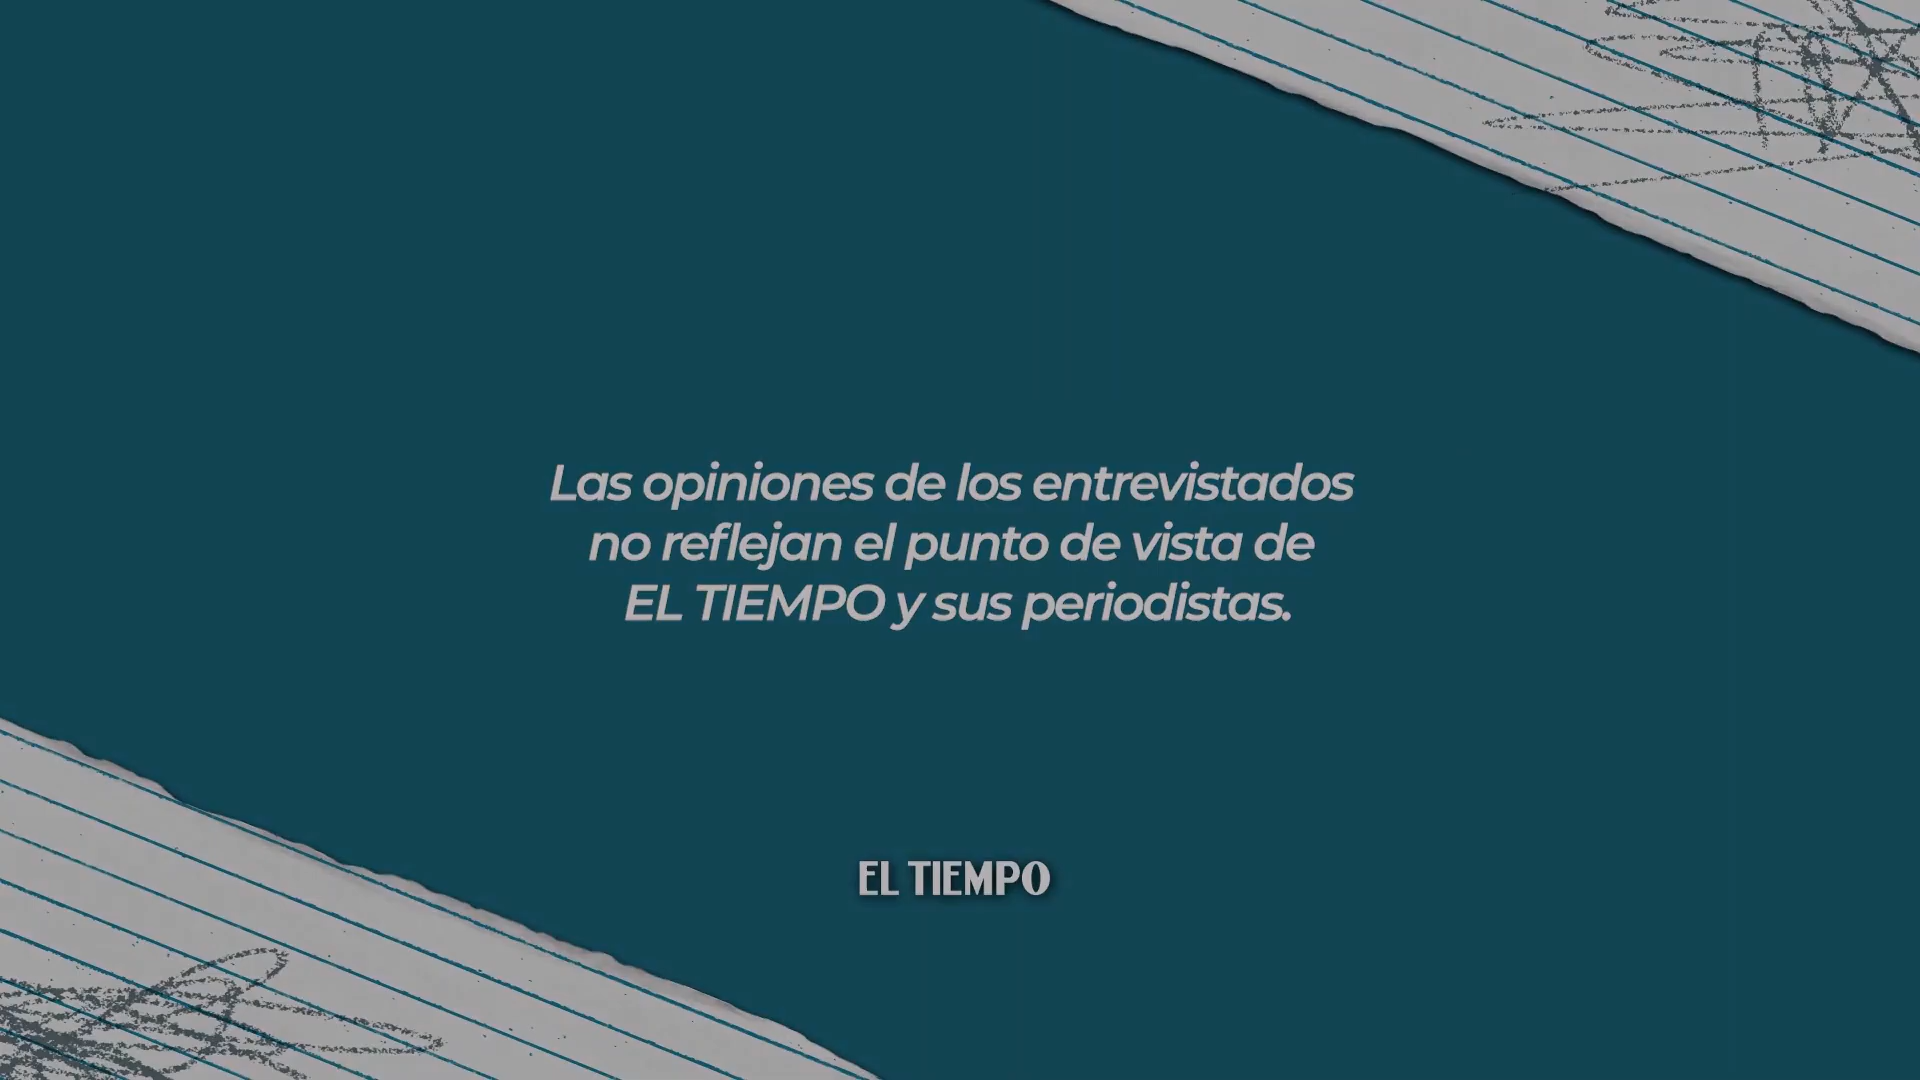 Las opiniones de los entrevistados
no reflejan el punto de vista de
EL TIEMPO y sus periodistas.
EL TIEMPO